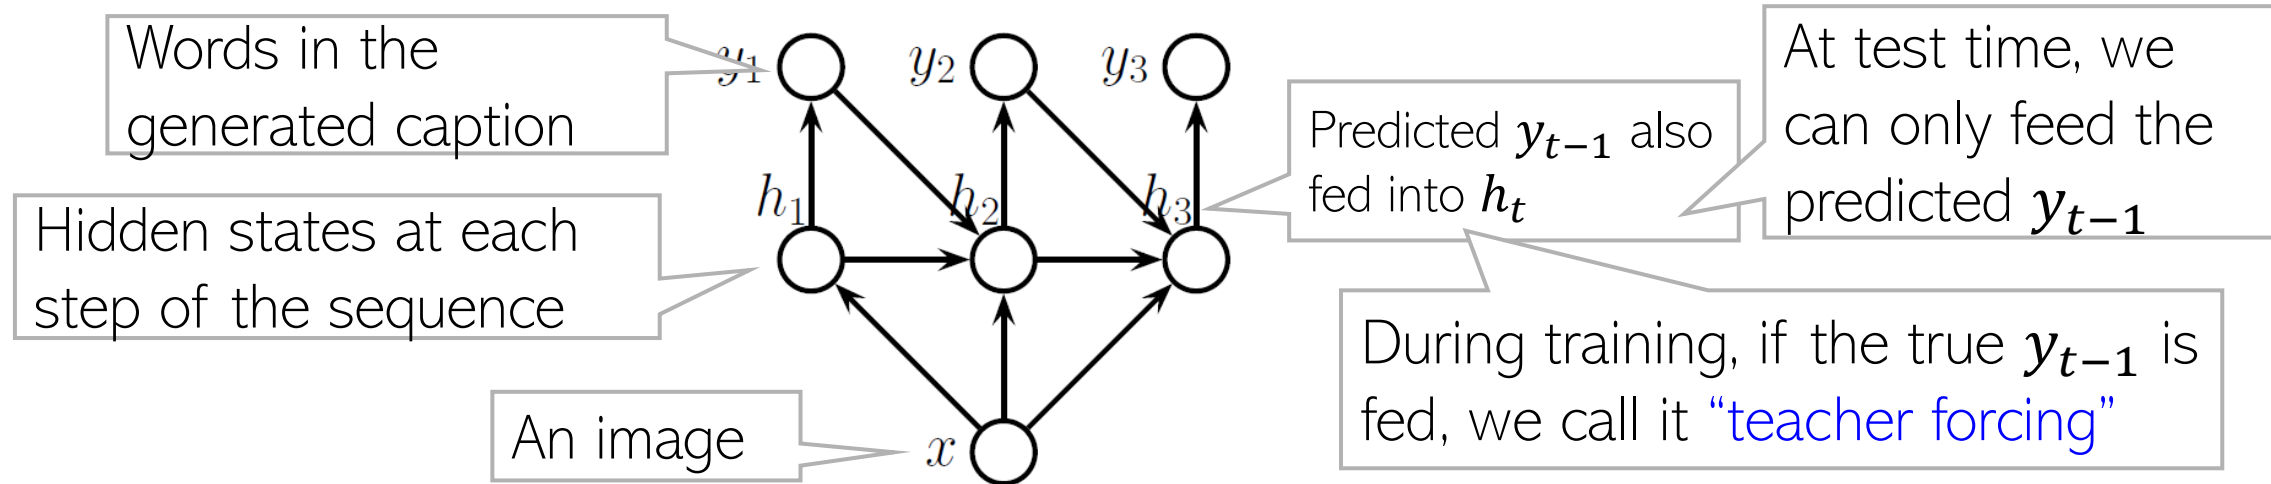 Words in the
generated caption
y₁
y₂
y₃
At test time, we
can only feed the
predicted yₜ₋₁
Predicted yₜ₋₁ also
fed into hₜ
h₁
h₂
h₃
Hidden states at each
step of the sequence
During training, if the true yₜ₋₁ is
fed, we call it “teacher forcing”
An image
x